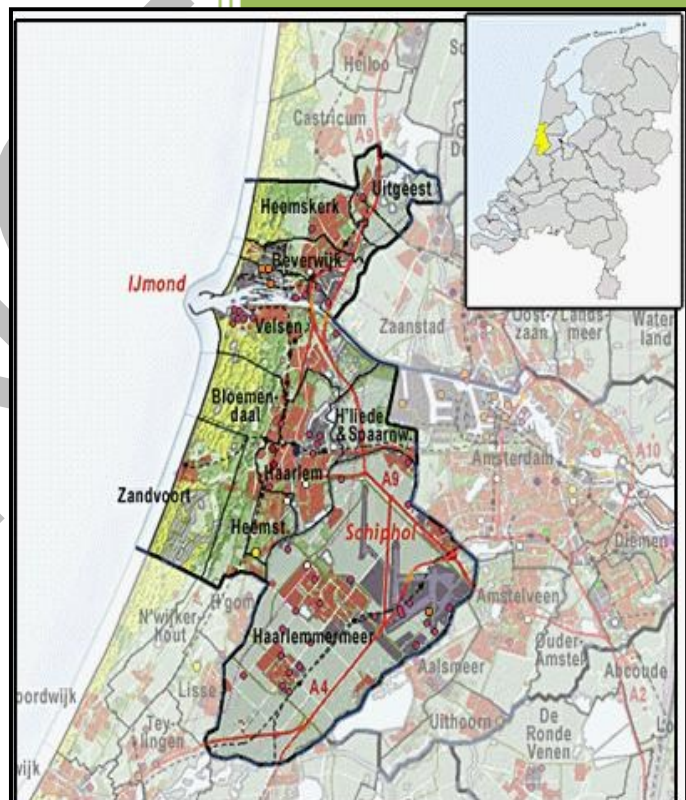 Heiloo
Castricum
A9
Uitgeest
Heemskerk
Beverwijk
IJmond
Velsen
Zaanstad
Oost-
zaan
Lands-
meer
Water
land
Bloemen-
daal
H'liede
& Spaarnw.
Amsterdam
A10
Haarlem
A9
Zandvoort
Heemst
Schiphol
Diemen
Amstelveen
N'wijker-
hout
H'gom
Haarlemmermeer
Ouder-
Amstel
Aalsmeer
Abcoude
A2
Lisse
A4
oordwijk
Uithoorn
De
Ronde
Venen
Tey-
lingen
wijk